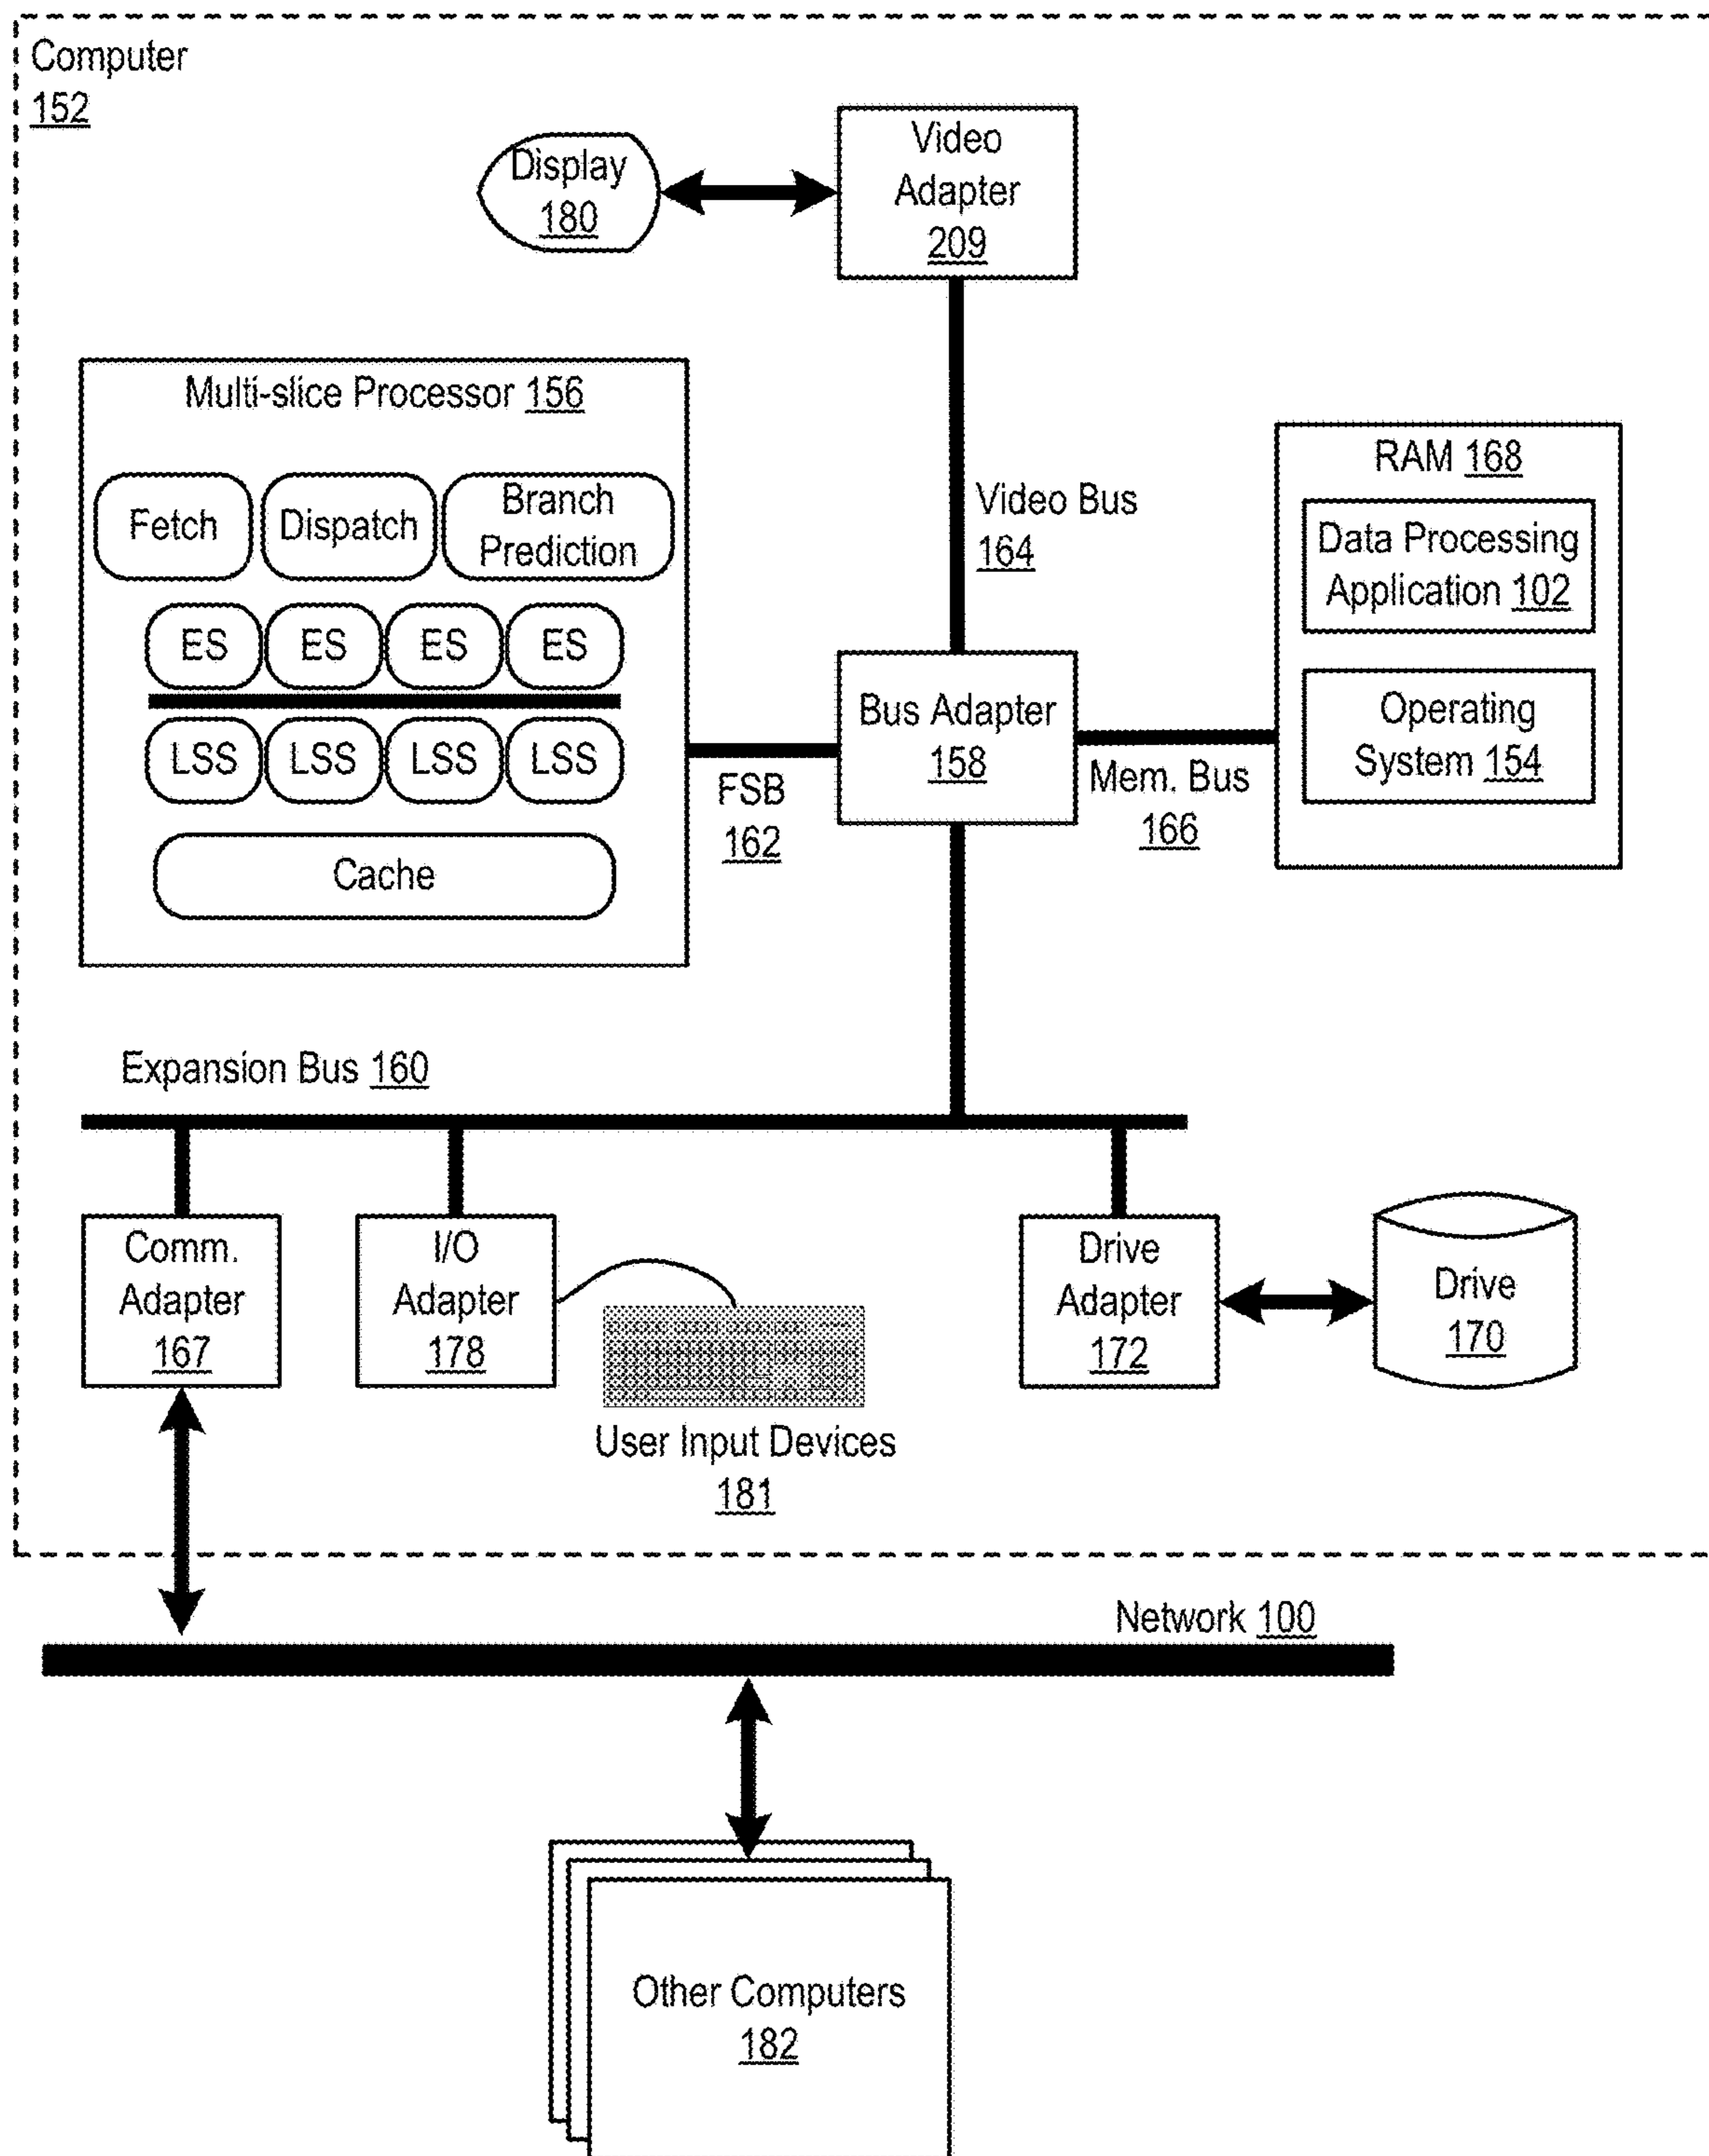 Computer
152
Display
180
Video
Adapter
209
Multi-slice Processor 156
Fetch
Dispatch
Branch
Prediction
ES
ES
ES
ES
LSS
LSS
LSS
LSS
Cache
Video Bus
164
RAM 168
Data Processing
Application 102
Operating
System 154
Bus Adapter
158
FSB
162
Mem. Bus
166
Expansion Bus 160
Comm.
Adapter
167
I/O
Adapter
178
User Input Devices
181
Drive
Adapter
172
Drive
170
Network 100
Other Computers
182